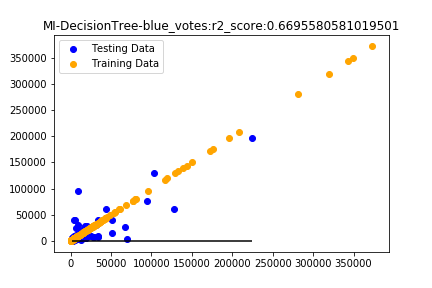 MI-DecisionTree-blue_votes:r2_score:0.6695580581019501
Testing Data
Training Data
350000
300000
250000
200000
150000
100000
50000
0
0 50000 100000 150000 200000 250000 300000 350000